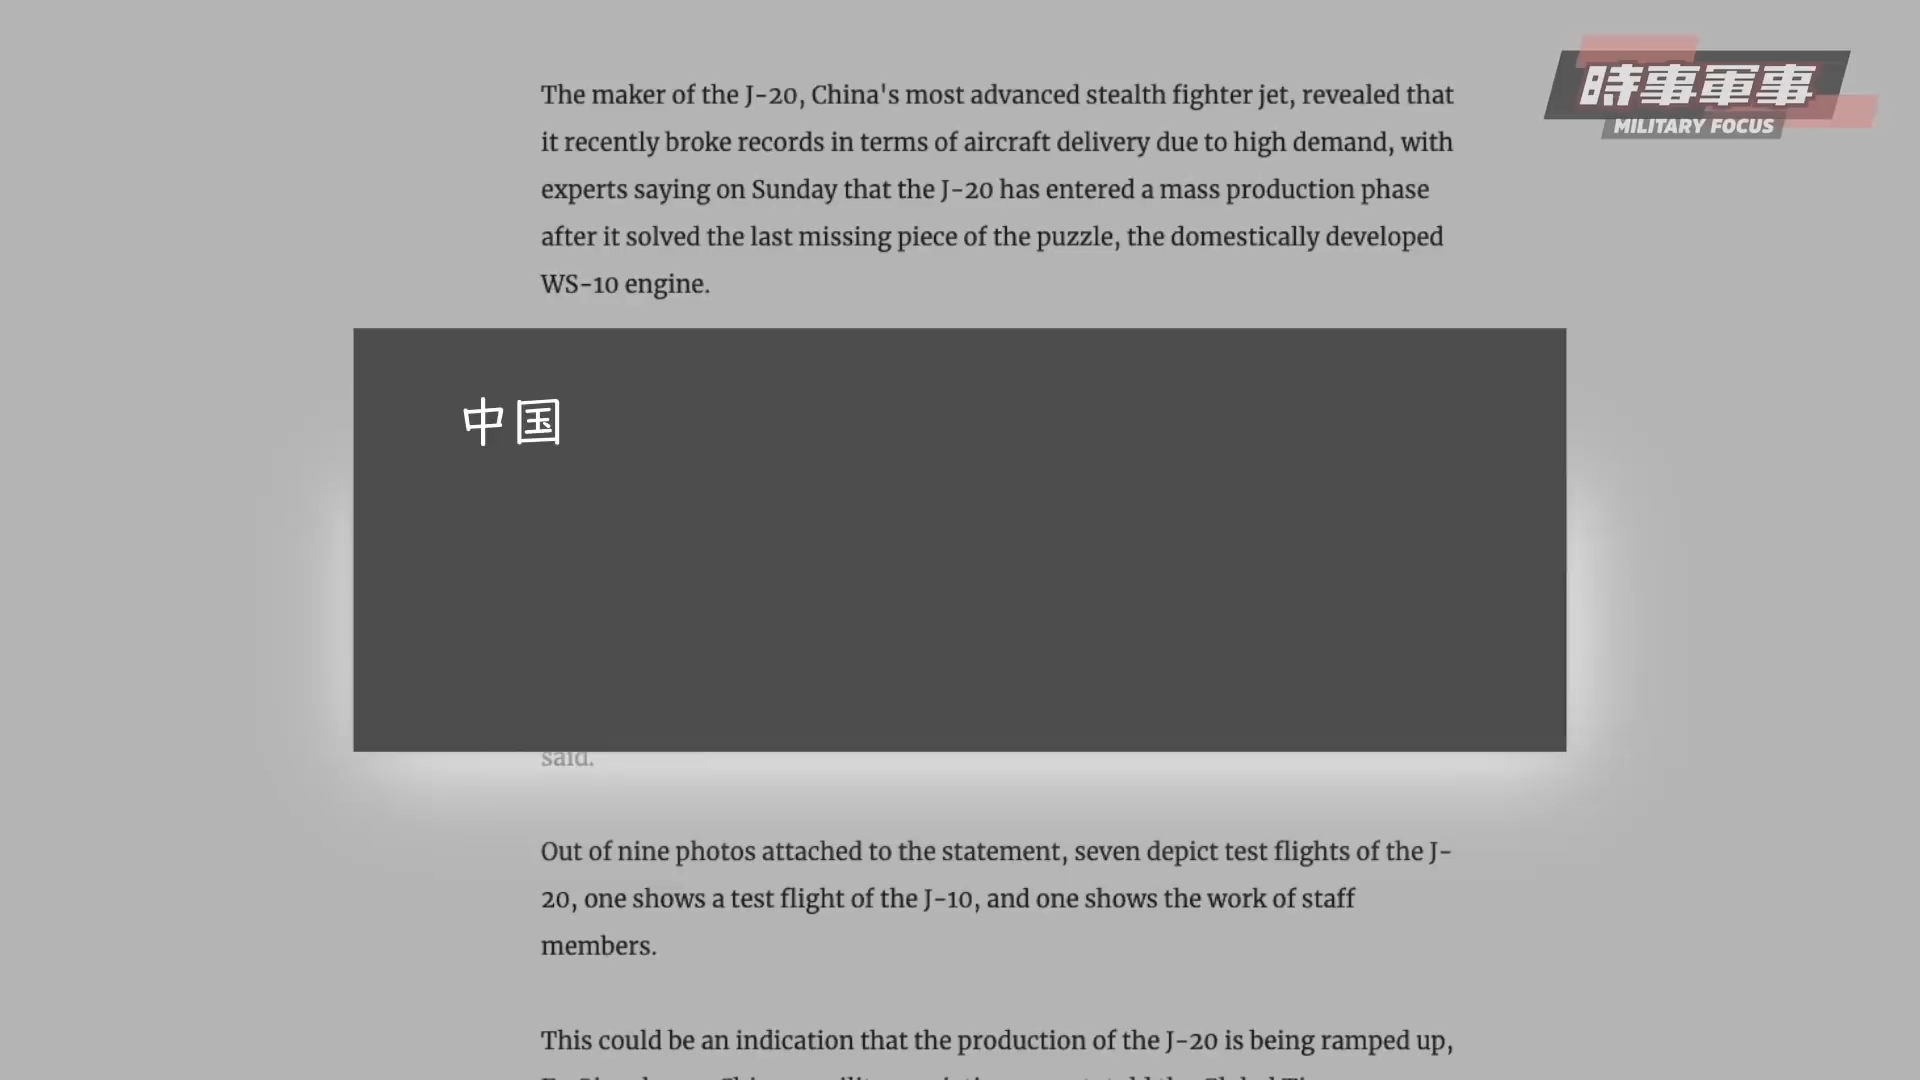 時事軍事
MILITARY FOCUS
The maker of the J-20, China's most advanced stealth fighter jet, revealed that
it recently broke records in terms of aircraft delivery due to high demand, with
experts saying on Sunday that the J-20 has entered a mass production phase
after it solved the last missing piece of the puzzle, the domestically developed
WS-10 engine.
中国
said.
Out of nine photos attached to the statement, seven depict test flights of the J-
20, one shows a test flight of the J-10, and one shows the work of staff
members.
This could be an indication that the production of the J-20 is being ramped up,